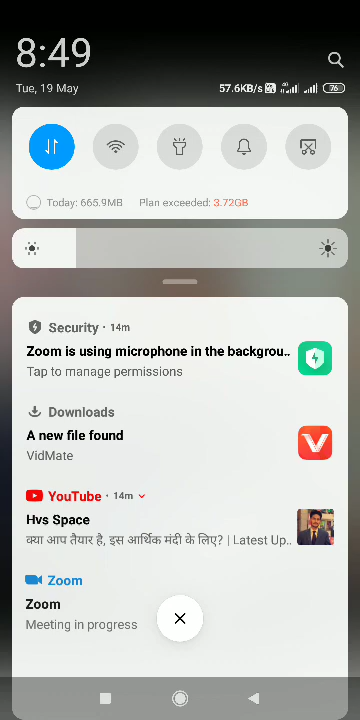 8:49
Tue, 19 May
57.6KB/s 4G 76
Today: 665.9MB Plan exceeded: 3.72GB
Security · 14m
Zoom is using microphone in the backgrou..
Tap to manage permissions
Downloads
A new file found
VidMate
YouTube · 14m
Hvs Space
क्या आप तैयार है, इस आर्थिक मंदी के लिए? | Latest Up..
Zoom
Zoom
Meeting in progress